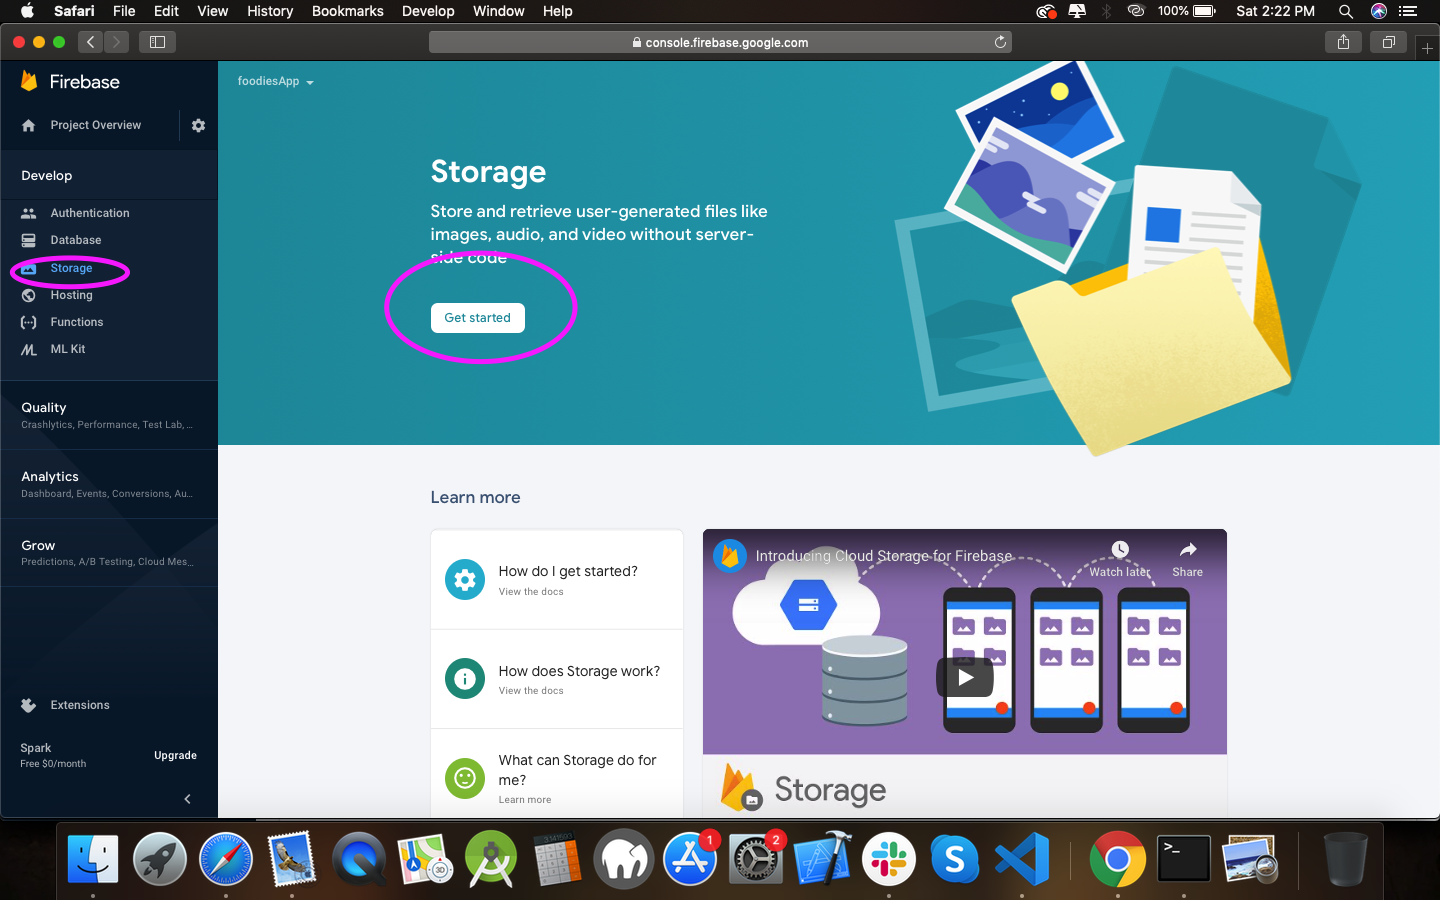 Safari File Edit View History Bookmarks Develop Window Help 100% Sat 2:22 PM
console.firebase.google.com
Firebase
foodiesApp
Project Overview
Develop
Authentication
Database
Storage
Hosting
Functions
ML Kit
Quality
Crashlytics, Performance, Test Lab, ...
Analytics
Dashboard, Events, Conversions, Au...
Grow
Predictions, A/B Testing, Cloud Mes...
Extensions
Spark
Free $0/month
Upgrade
Storage
Store and retrieve user-generated files like
images, audio, and video without server-
side code
Get started
Learn more
How do I get started?
View the docs
How does Storage work?
View the docs
What can Storage do for
me?
Learn more
Introducing Cloud Storage for Firebase
Watch later
Share
Storage
3D
1
2